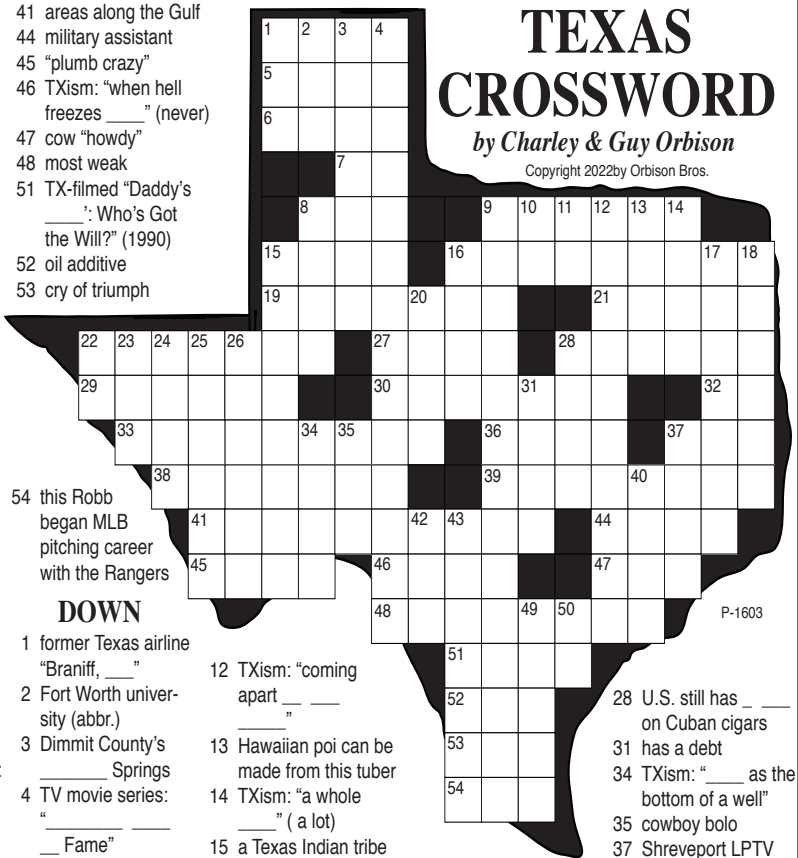 41 areas along the Gulf
44 military assistant
45 “plumb crazy”
46 TXism: “when hell
freezes ____” (never)
47 cow “howdy”
48 most weak
51 TX-filmed “Daddy's
____’: Who's Got
the Will?” (1990)
52 oil additive
53 cry of triumph
54 this Robb
began MLB
pitching career
with the Rangers
TEXAS
CROSSWORD
by Charley & Guy Orbison
Copyright 2022by Orbison Bros.
1 2 3 4
5
6
7
8 9 10 11 12 13 14
15 16 17 18
19 20 21
22 23 24 25 26 27 28
29 30 31 32
33 34 35 36 37
38 39 40
41 42 43 44
45 46 47
48 49 50
51
52
53
54
P-1603
DOWN
1 former Texas airline
“Braniff, ___”
2 Fort Worth univer-
sity (abbr.)
3 Dimmit County's
_______ Springs
4 TV movie series:
“________ ____
__ Fame”
12 TXism: “coming
apart __ ___
_____”
13 Hawaiian poi can be
made from this tuber
14 TXism: “a whole
____” ( a lot)
15 a Texas Indian tribe
28 U.S. still has _ ___
on Cuban cigars
31 has a debt
34 TXism: “____ as the
bottom of a well”
35 cowboy bolo
37 Shreveport LPTV